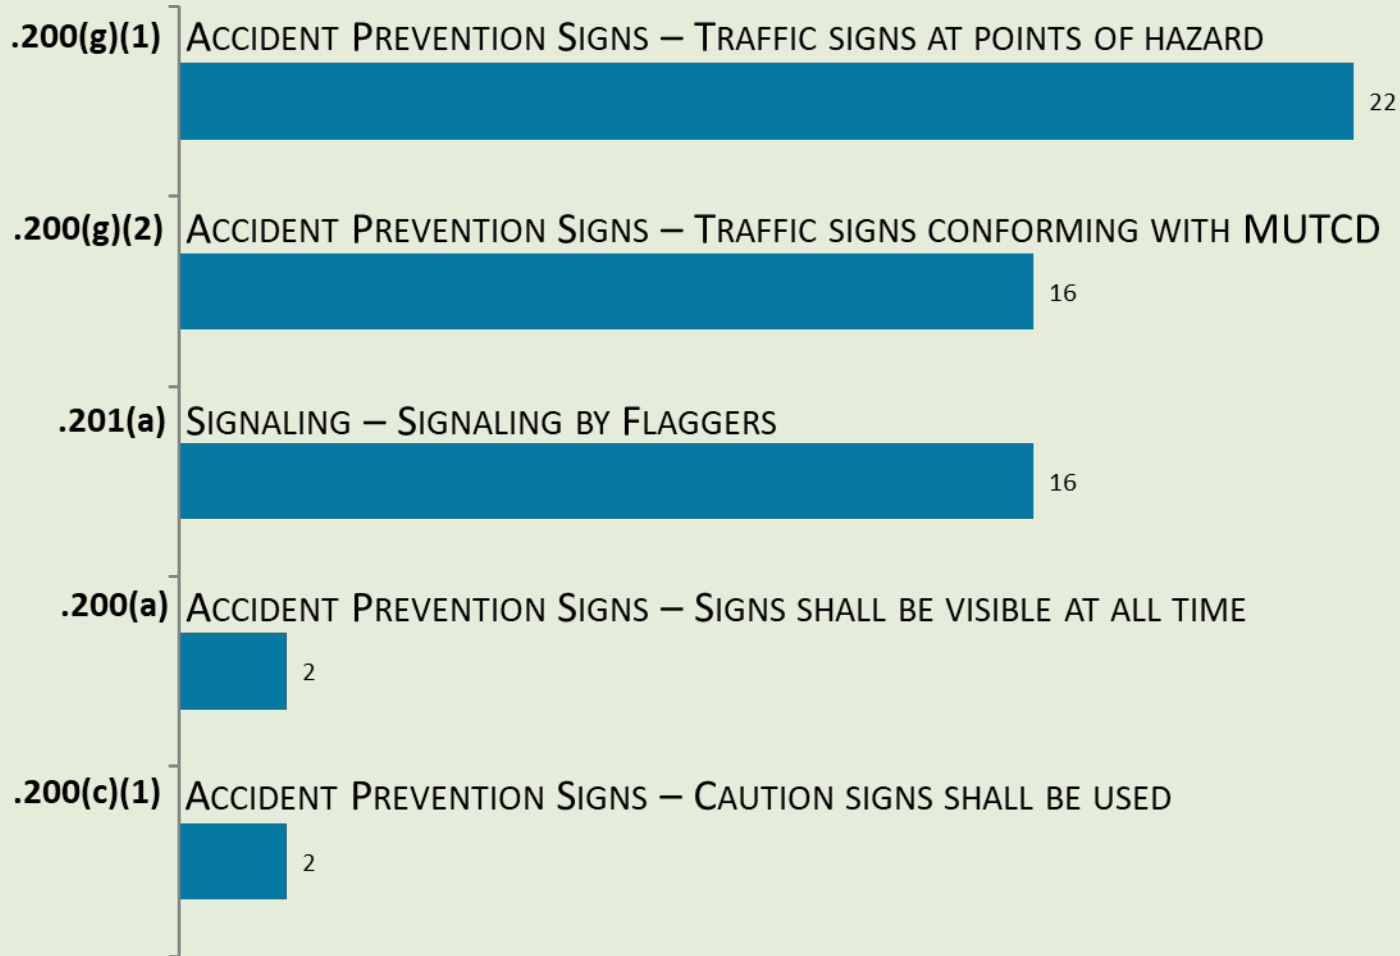 .200(g)(1) Accident Prevention Signs – Traffic signs at points of hazard
22
.200(g)(2) Accident Prevention Signs – Traffic signs conforming with MUTCD
16
.201(a) Signaling – Signaling by Flaggers
16
.200(a) Accident Prevention Signs – Signs shall be visible at all time
2
.200(c)(1) Accident Prevention Signs – Caution signs shall be used
2